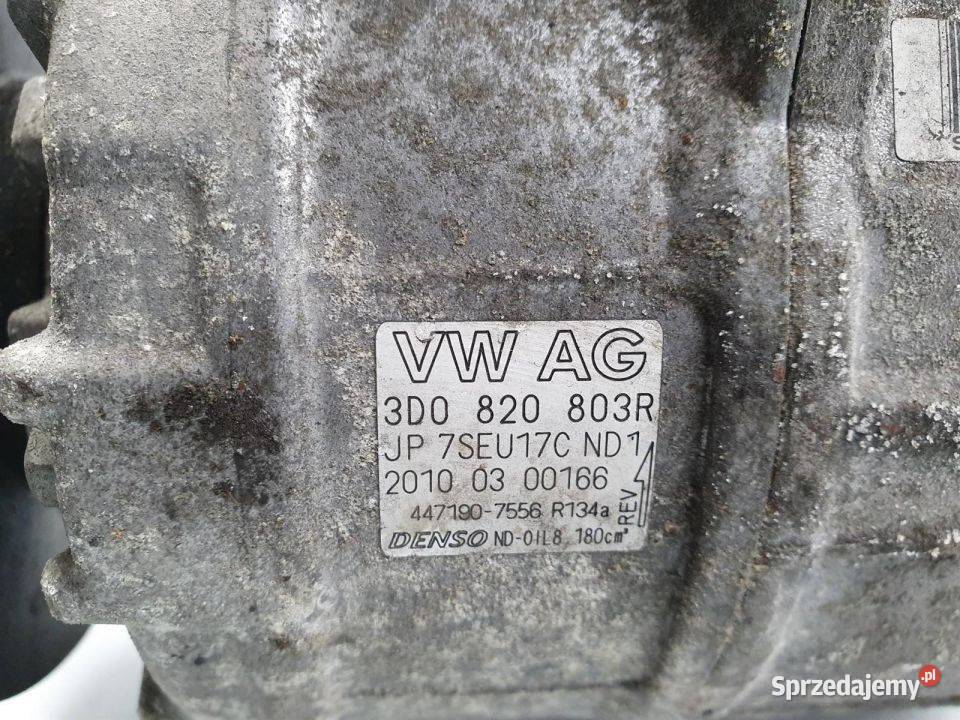 VW AG
3D0 820 803R
JP 7SEU17C ND1
2010 03 00166
447190-7556 R134a
REV
DENSO ND-OIL8 180cm³
Sprzedajemy.pl